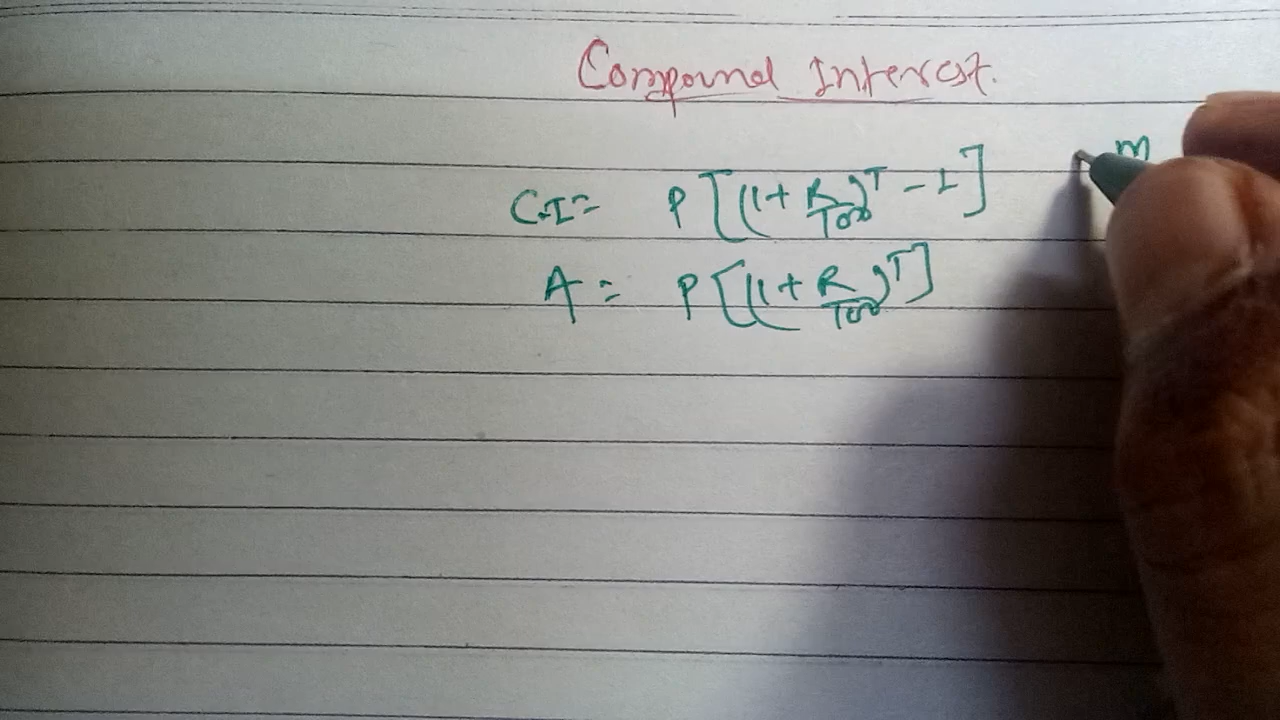 Compound Interest.
C.I = P[(1+R/100)^T - 1] m
A = P[(1+R/100)^T]